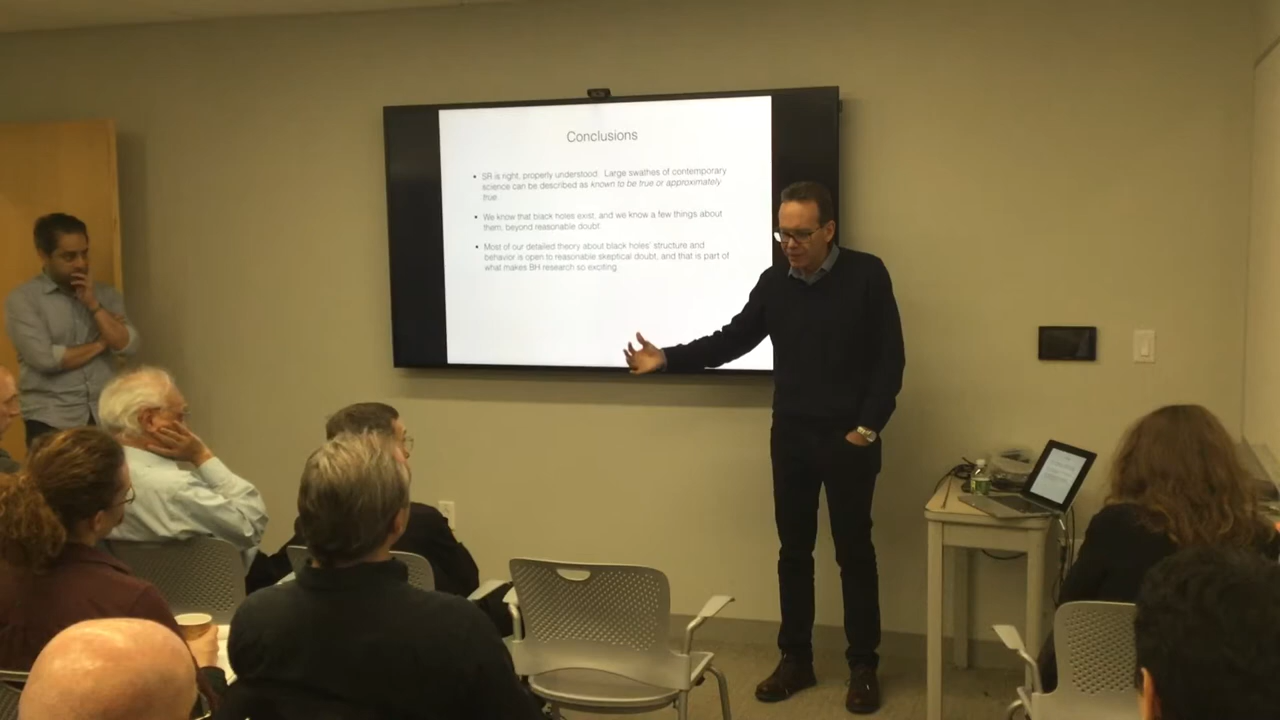 Conclusions
• SR is right, properly understood. Large swathes of contemporary
science can be described as known to be true or approximately
true.
• We know that black holes exist, and we know a few things about
them, beyond reasonable doubt.
• Most of our detailed theory about black holes' structure and
behavior is open to reasonable skeptical doubt, and that is part of
what makes BH research so exciting.